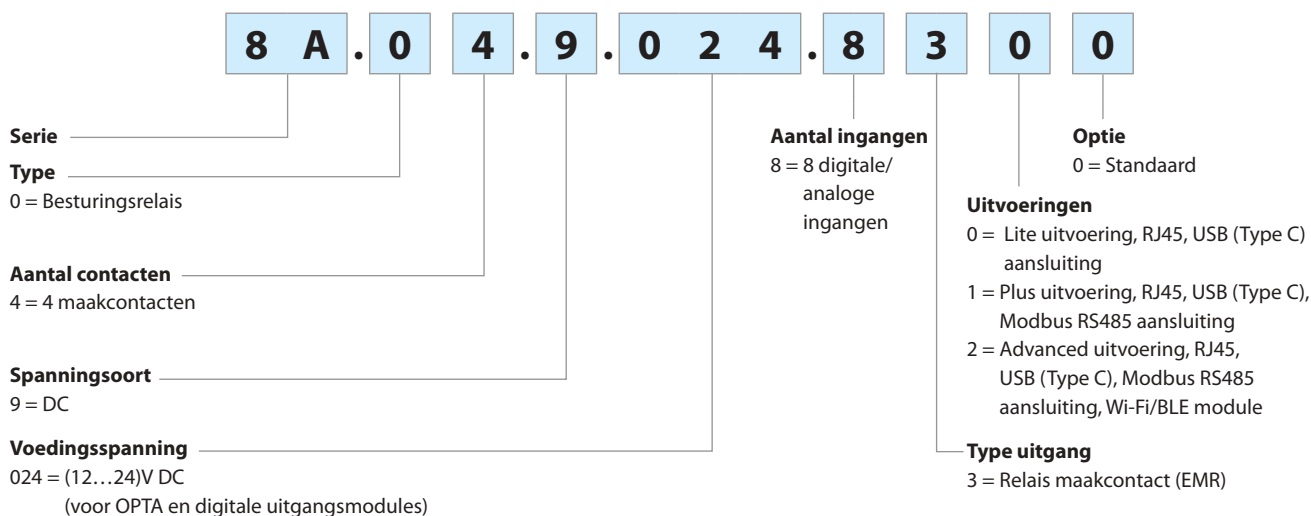 8 A . 0 4 . 9 . 0 2 4 . 8 3 0 0
Serie
Type
0 = Besturingsrelais
Aantal contacten
4 = 4 maakcontacten
Spanningsoort
9 = DC
Voedingsspanning
024 = (12…24)V DC
(voor OPTA en digitale uitgangsmodules)
Aantal ingangen
8 = 8 digitale/
analoge
ingangen
Optie
0 = Standaard
Uitvoeringen
0 = Lite uitvoering, RJ45, USB (Type C)
aansluiting
1 = Plus uitvoering, RJ45, USB (Type C),
Modbus RS485 aansluiting
2 = Advanced uitvoering, RJ45,
USB (Type C), Modbus RS485
aansluiting, Wi-Fi/BLE module
Type uitgang
3 = Relais maakcontact (EMR)